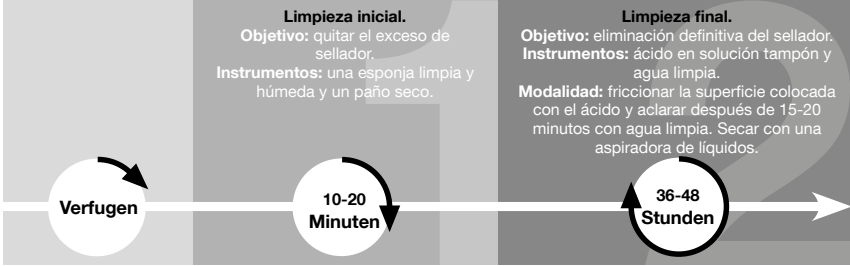 Limpieza inicial.
Objetivo: quitar el exceso de
sellador.
Instrumentos: una esponja limpia y
húmeda y un paño seco.
1
Limpieza final.
Objetivo: eliminación definitiva del sellador.
Instrumentos: ácido en solución tampón y
agua limpia.
Modalidad: friccionar la superficie colocada
con el ácido y aclarar después de 15-20
minutos con agua limpia. Secar con una
aspiradora de líquidos.
2
Verfugen
10-20
Minuten
36-48
Stunden